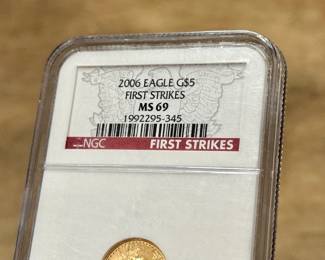 2006 EAGLE G$5
FIRST STRIKES
MS 69
1992295-345
NGC FIRST STRIKES